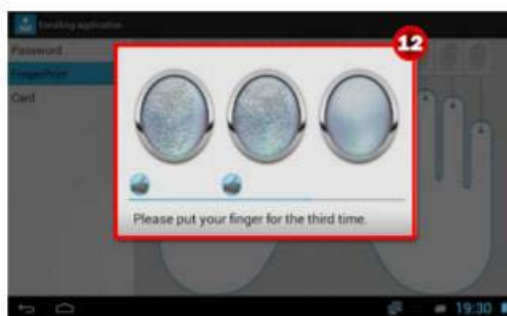 Enrolling application
12
Password
FingerPrint
Card
Please put your finger for the third time.
19:30